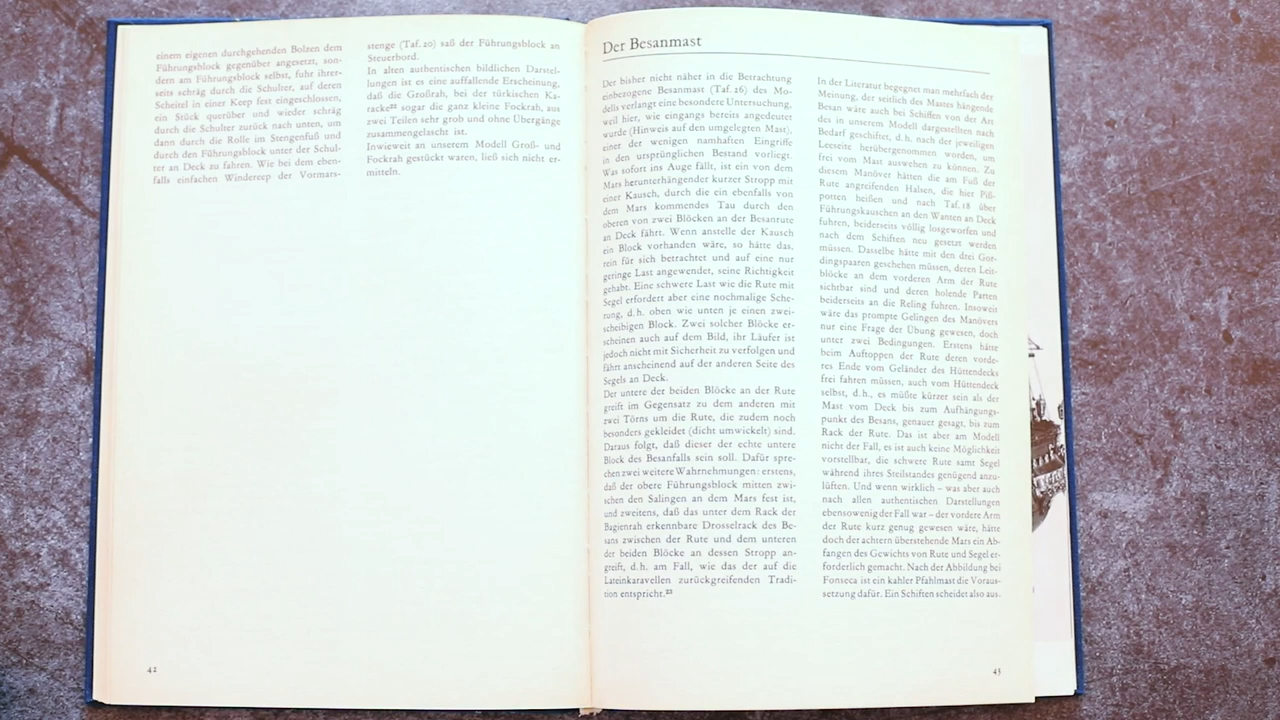 einem eigenen durchgehenden Bolzen dem
Führungsblock gegenüber angesetzt, son-
dern am Führungsblock selbst, fuhr ihrer-
seits schräg durch die Schulter, auf deren
Scheitel in einer Keep fest eingeschlossen,
ein Stück querüber und wieder schräg
durch die Schulter zurück nach unten, um
dann durch die Rolle im Stengenfuß und
durch den Führungsblock unter der Schul-
ter an Deck zu fahren. Wie bei dem eben-
falls einfachen Windereep der Vormars-
stenge (Taf. 20) saß der Führungsblock an
Steuerbord.
In alten authentischen bildlichen Darstel-
lungen ist es eine auffallende Erscheinung,
daß die Großrah, bei der türkischen Ka-
racke²² sogar die ganz kleine Fockrah, aus
zwei Teilen sehr grob und ohne Übergänge
zusammengelascht ist.
Inwieweit an unserem Modell Groß- und
Fockrah gestückt waren, ließ sich nicht er-
mitteln.
42
Der Besanmast
Der bisher nicht näher in die Betrachtung
einbezogene Besanmast (Taf. 26) des Mo-
dells verlangt eine besondere Untersuchung,
weil hier, wie eingangs bereits angedeutet
wurde (Hinweis auf den umgelegten Mast),
einer der wenigen namhaften Eingriffe
in den ursprünglichen Bestand vorliegt.
Was sofort ins Auge fällt, ist ein von dem
Mars herunterhängender kurzer Stropp mit
einer Kausch, durch die ein ebenfalls von
dem Mars kommendes Tau durch den
oberen von zwei Blöcken an der Besanrute
an Deck fährt. Wenn anstelle der Kausch
ein Block vorhanden wäre, so hätte das,
rein für sich betrachtet und auf eine nur
geringe Last angewendet, seine Richtigkeit
gehabt. Eine schwere Last wie die Rute mit
Segel erfordert aber eine nochmalige Sche-
rung, d. h. oben wie unten je einen zwei-
scheibigen Block. Zwei solcher Blöcke er-
scheinen auch auf dem Bild, ihr Läufer ist
jedoch nicht mit Sicherheit zu verfolgen und
fährt anscheinend auf der anderen Seite des
Segels an Deck.
Der untere der beiden Blöcke an der Rute
greift im Gegensatz zu dem anderen mit
zwei Törns um die Rute, die zudem noch
besonders gekleidet (dicht umwickelt) sind.
Daraus folgt, daß dieser der echte untere
Block des Besanfalls sein soll. Dafür spre-
chen zwei weitere Wahrnehmungen: erstens,
daß der obere Führungsblock mitten zwi-
schen den Salingen an dem Mars fest ist,
und zweitens, daß das unter dem Rack der
Bagienrah erkennbare Drosselrack des Be-
sans zwischen der Rute und dem unteren
der beiden Blöcke an dessen Stropp an-
greift, d. h. am Fall, wie das der auf die
Lateinkaravellen zurückgreifenden Tradi-
tion entspricht.²³
In der Literatur begegnet man mehrfach der
Meinung, der seitlich des Mastes hängende
Besan wäre auch bei Schiffen von der Art
des in unserem Modell dargestellten nach
Bedarf geschiftet, d. h. nach der jeweiligen
Leeseite herübergenommen worden, um
frei vom Mast auswehen zu können. Zu
diesem Manöver hätten die am Fuß der
Rute angreifenden Halsen, die hier Piß-
potten heißen und nach Taf. 18 über
Führungskauschen an den Wanten an Deck
fuhren, beiderseits völlig losgeworfen und
nach dem Schiften neu gesetzt werden
müssen. Dasselbe hätte mit den drei Gor-
dingspaaren geschehen müssen, deren Leit-
blöcke an dem vorderen Arm der Rute
sichtbar sind und deren holende Parten
beiderseits an die Reling fuhren. Insoweit
wäre das prompte Gelingen des Manövers
nur eine Frage der Übung gewesen, doch
unter zwei Bedingungen. Erstens hätte
beim Auftoppen der Rute deren vorde-
res Ende vom Geländer des Hüttendecks
frei fahren müssen, auch vom Hüttendeck
selbst, d. h., es müßte kürzer sein als der
Mast vom Deck bis zum Aufhängungs-
punkt des Besans, genauer gesagt, bis zum
Rack der Rute. Das ist aber am Modell
nicht der Fall, es ist auch keine Möglichkeit
vorstellbar, die schwere Rute samt Segel
während ihres Steilstandes genügend anzu-
lüften. Und wenn wirklich – was aber auch
nach allen authentischen Darstellungen
ebensowenig der Fall war – der vordere Arm
der Rute kurz genug gewesen wäre, hätte
doch der achtern überstehende Mars ein Ab-
fangen des Gewichts von Rute und Segel er-
forderlich gemacht. Nach der Abbildung bei
Fonseca ist ein kahler Pfahlmast die Voraus-
setzung dafür. Ein Schiften scheidet also aus.
43